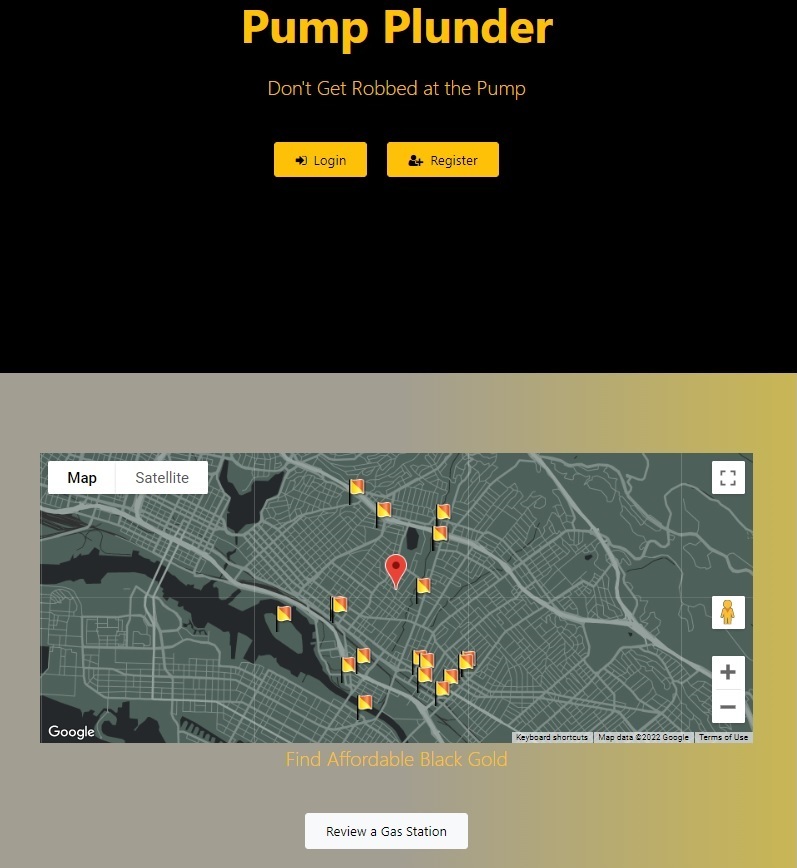 Pump Plunder
Don't Get Robbed at the Pump
Login
Register
Map
Satellite
Google
Keyboard shortcuts
Map data ©2022 Google
Terms of Use
Find Affordable Black Gold
Review a Gas Station